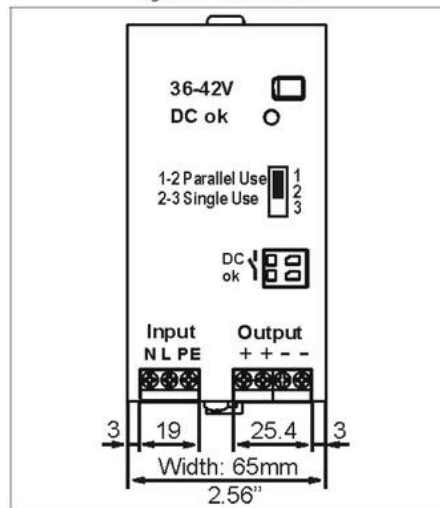 36-42V
DC ok
1-2 Parallel Use
2-3 Single Use
1
2
3
DC
ok
Input
Output
N L PE
+ + - -
3
19
25.4
3
Width: 65mm
2.56"